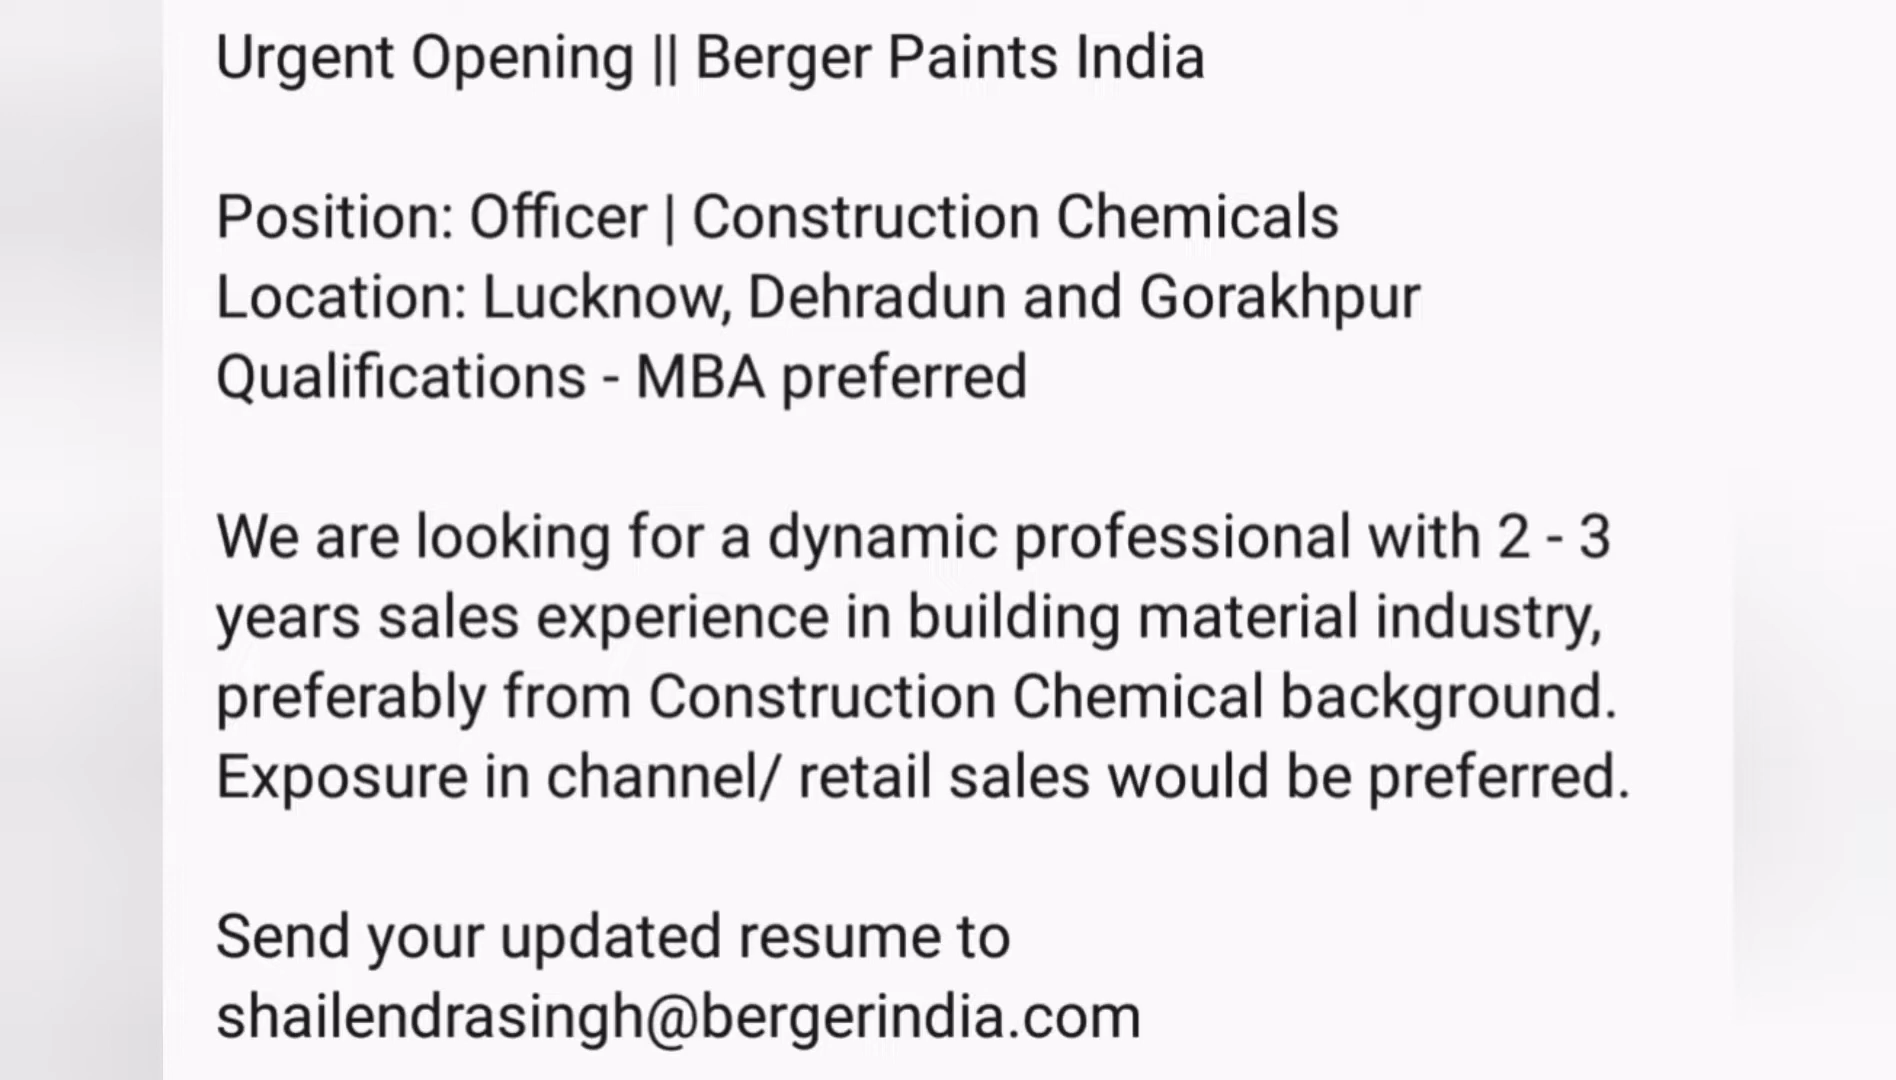 Urgent Opening || Berger Paints India
Position: Officer | Construction Chemicals
Location: Lucknow, Dehradun and Gorakhpur
Qualifications - MBA preferred
We are looking for a dynamic professional with 2 - 3
years sales experience in building material industry,
preferably from Construction Chemical background.
Exposure in channel/ retail sales would be preferred.
Send your updated resume to
shailendrasingh@bergerindia.com